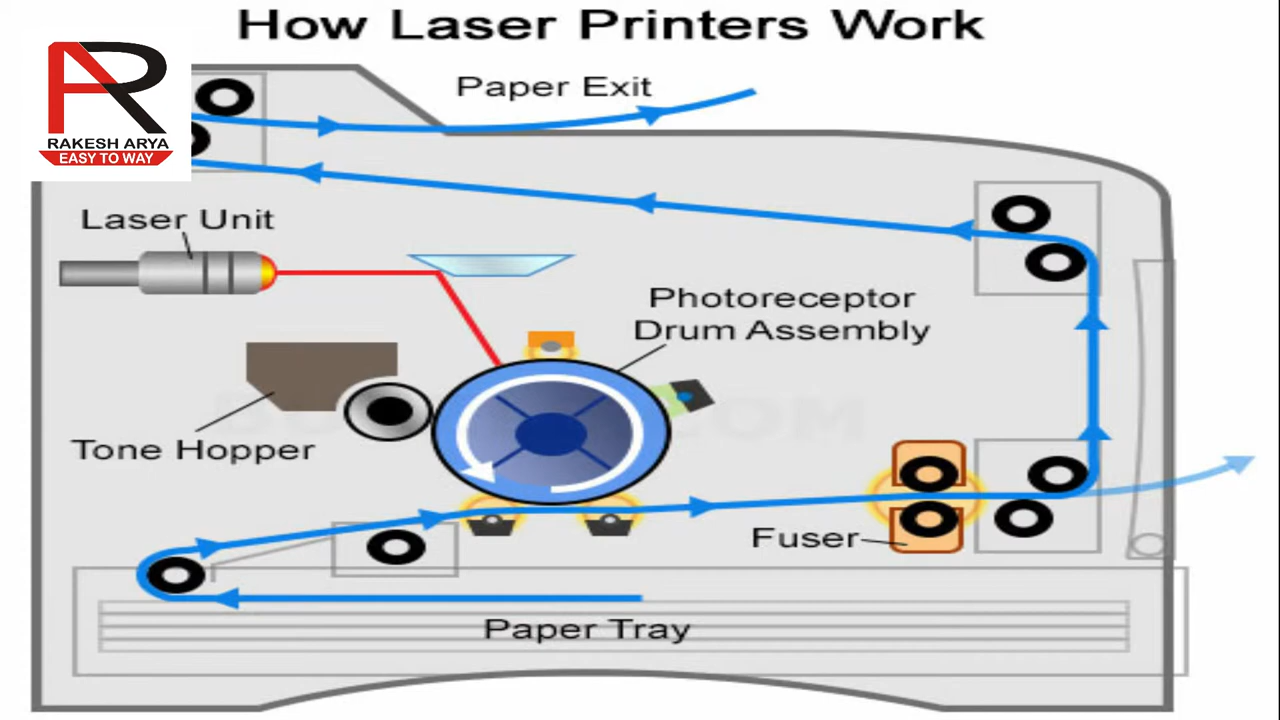 How Laser Printers Work
RAKESH ARYA
EASY TO WAY
Paper Exit
Laser Unit
Photoreceptor
Drum Assembly
Tone Hopper
Fuser
Paper Tray